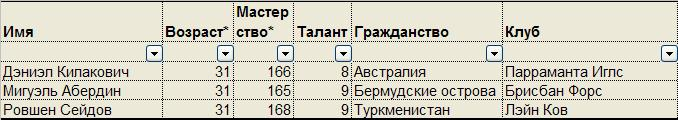 Имя Возраст* Мастер ство* Талант Гражданство Клуб
Дэниэл Килакович 31 166 8 Австралия Парраманта Иглс
Мигуэль Абердин 31 165 9 Бермудские острова Брисбан Форс
Ровшен Сейдов 31 168 9 Туркменистан Лэйн Ков